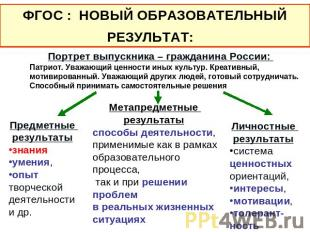 ФГОС : НОВЫЙ ОБРАЗОВАТЕЛЬНЫЙ
РЕЗУЛЬТАТ:
Портрет выпускника – гражданина России:
Патриот. Уважающий ценности иных культур. Креативный,
мотивированный. Уважающий других людей, готовый сотрудничать.
Способный принимать самостоятельные решения
Предметные
результаты
•знания
•умения,
•опыт
творческой
деятельности
и др.
Метапредметные
результаты
способы деятельности,
применимые как в рамках
образовательного
процесса,
так и при решении
проблем
в реальных жизненных
ситуациях
Личностные
результаты
•система
ценностных
ориентаций,
•интересы,
•мотивации,
•толерант-
ность
PPt4WEB.ru